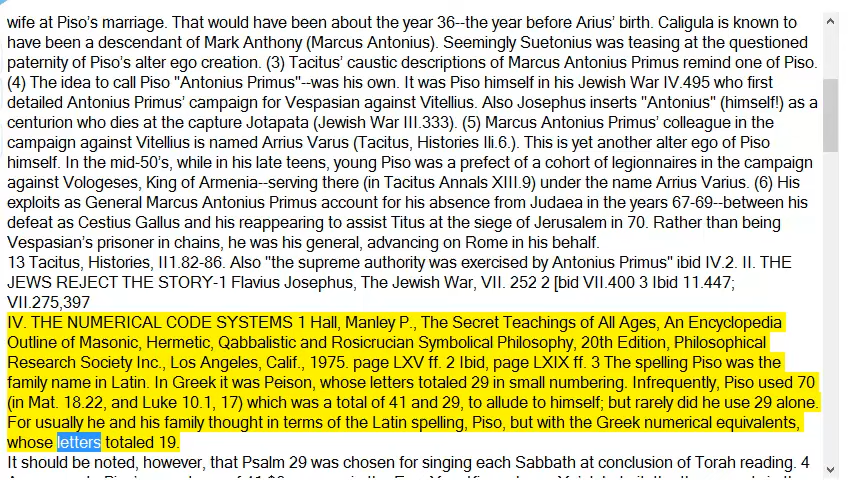 wife at Piso's marriage. That would have been about the year 36--the year before Arius' birth. Caligula is known to
have been a descendant of Mark Anthony (Marcus Antonius). Seemingly Suetonius was teasing at the questioned
paternity of Piso's alter ego creation. (3) Tacitus' caustic descriptions of Marcus Antonius Primus remind one of Piso.
(4) The idea to call Piso "Antonius Primus"--was his own. It was Piso himself in his Jewish War IV.495 who first
detailed Antonius Primus' campaign for Vespasian against Vitellius. Also Josephus inserts "Antonius" (himself!) as a
centurion who dies at the capture Jotapata (Jewish War III.333). (5) Marcus Antonius Primus' colleague in the
campaign against Vitellius is named Arrius Varus (Tacitus, Histories Ili.6.). This is yet another alter ego of Piso
himself. In the mid-50's, while in his late teens, young Piso was a prefect of a cohort of legionnaires in the campaign
against Vologeses, King of Armenia--serving there (in Tacitus Annals XIII.9) under the name Arrius Varius. (6) His
exploits as General Marcus Antonius Primus account for his absence from Judaea in the years 67-69--between his
defeat as Cestius Gallus and his reappearing to assist Titus at the siege of Jerusalem in 70. Rather than being
Vespasian's prisoner in chains, he was his general, advancing on Rome in his behalf.
13 Tacitus, Histories, II1.82-86. Also "the supreme authority was exercised by Antonius Primus" ibid IV.2. II. THE
JEWS REJECT THE STORY-1 Flavius Josephus, The Jewish War, VII. 252 2 [bid VII.400 3 Ibid 11.447;
VII.275,397
IV. THE NUMERICAL CODE SYSTEMS 1 Hall, Manley P., The Secret Teachings of All Ages, An Encyclopedia
Outline of Masonic, Hermetic, Qabbalistic and Rosicrucian Symbolical Philosophy, 20th Edition, Philosophical
Research Society Inc., Los Angeles, Calif., 1975. page LXV ff. 2 Ibid, page LXIX ff. 3 The spelling Piso was the
family name in Latin. In Greek it was Peison, whose letters totaled 29 in small numbering. Infrequently, Piso used 70
(in Mat. 18.22, and Luke 10.1, 17) which was a total of 41 and 29, to allude to himself; but rarely did he use 29 alone.
For usually he and his family thought in terms of the Latin spelling, Piso, but with the Greek numerical equivalents,
whose letters totaled 19.
It should be noted, however, that Psalm 29 was chosen for singing each Sabbath at conclusion of Torah reading. 4